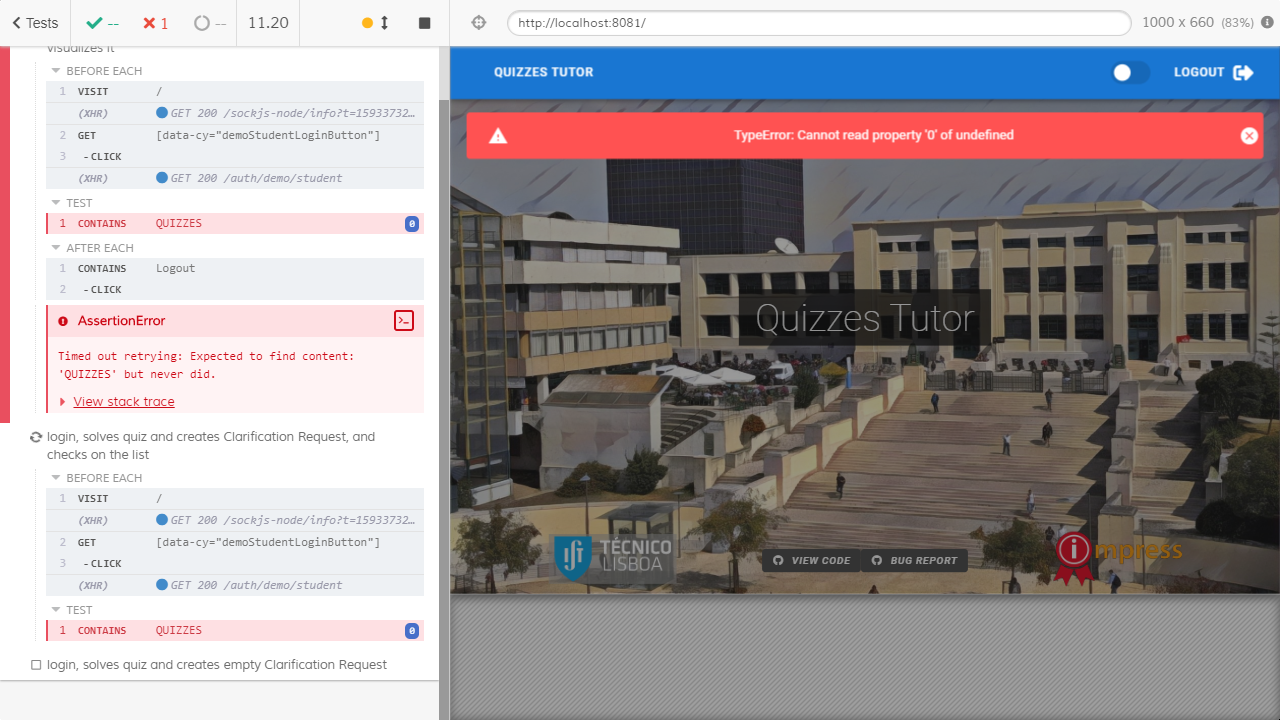 Tests
--
1
--
11.20
http://localhost:8081/
1000 x 660 (83%)
visualizes it
BEFORE EACH
1 VISIT /
(XHR) GET 200 /sockjs-node/info?t=15933732...
2 GET [data-cy="demoStudentLoginButton"]
3 - CLICK
(XHR) GET 200 /auth/demo/student
TEST
1 CONTAINS QUIZZES 0
AFTER EACH
1 CONTAINS Logout
2 - CLICK
AssertionError
Timed out retrying: Expected to find content:
'QUIZZES' but never did.
View stack trace
login, solves quiz and creates Clarification Request, and
checks on the list
BEFORE EACH
1 VISIT /
(XHR) GET 200 /sockjs-node/info?t=15933732...
2 GET [data-cy="demoStudentLoginButton"]
3 - CLICK
(XHR) GET 200 /auth/demo/student
TEST
1 CONTAINS QUIZZES 0
login, solves quiz and creates empty Clarification Request
QUIZZES TUTOR
LOGOUT
TypeError: Cannot read property '0' of undefined
Quizzes Tutor
TÉCNICO
LISBOA
VIEW CODE
BUG REPORT
impress